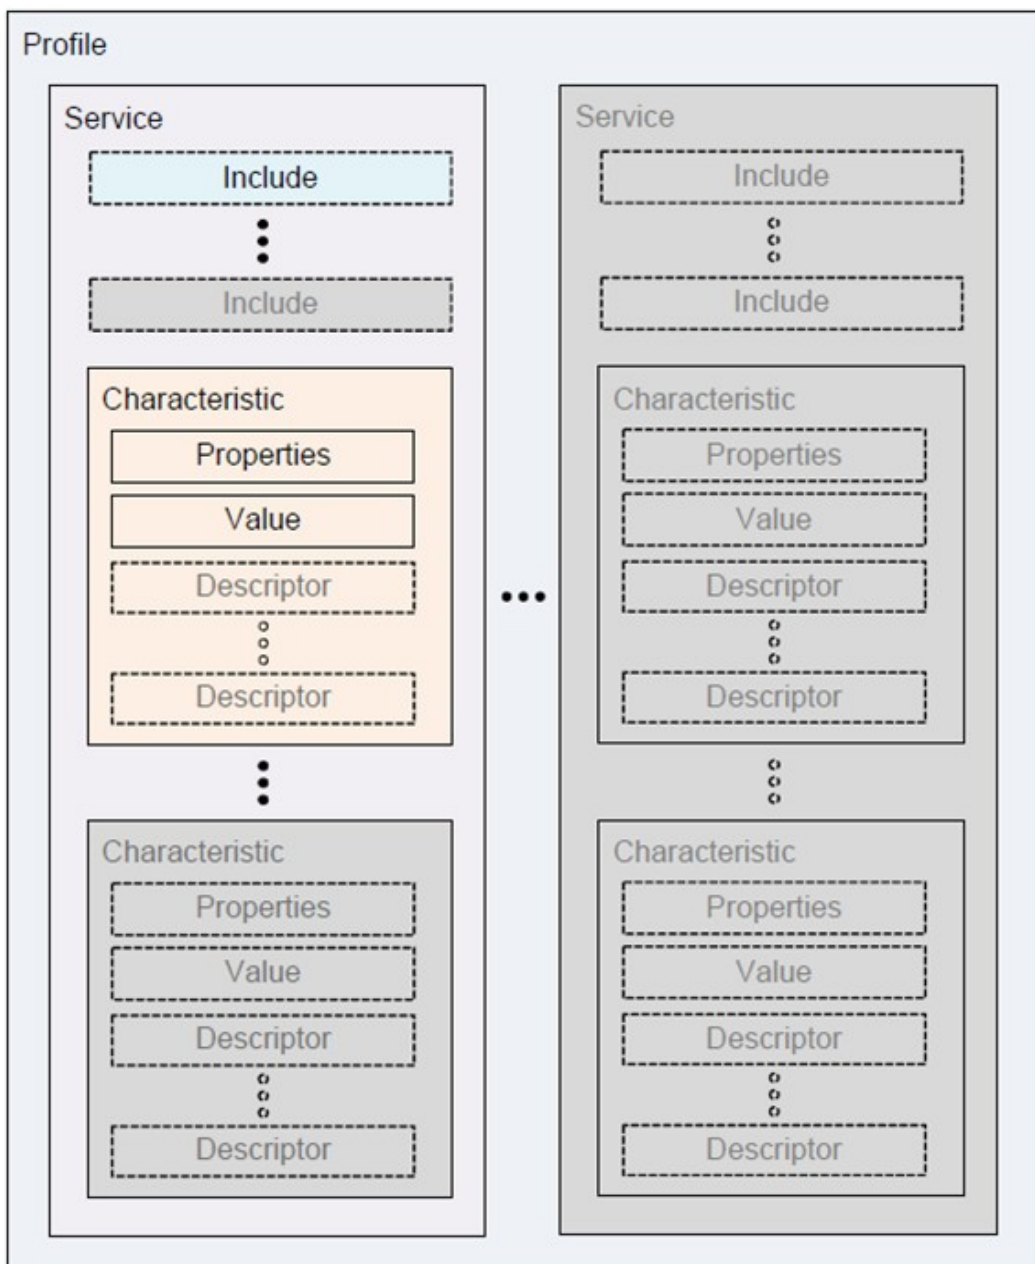 Profile
Service
Include
Include
Characteristic
Properties
Value
Descriptor
Descriptor
Characteristic
Properties
Value
Descriptor
Descriptor
Service
Include
Include
Characteristic
Properties
Value
Descriptor
Descriptor
Characteristic
Properties
Value
Descriptor
Descriptor